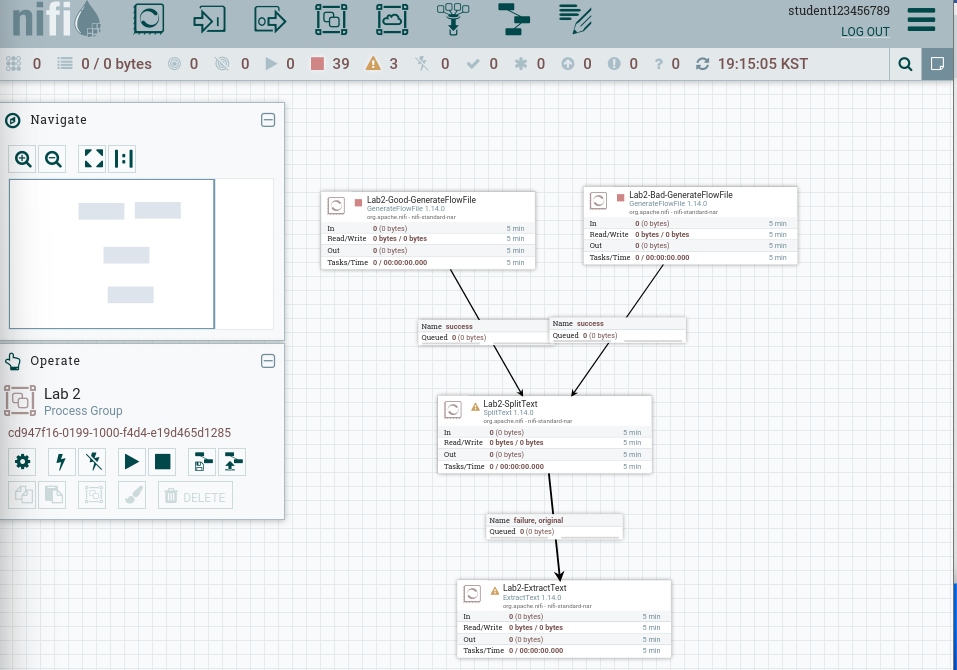 nifi
student123456789
LOG OUT
0 0 / 0 bytes 0 0 0 39 3 0 0 0 0 0 ? 0 19:15:05 KST
Navigate
Operate
Lab 2
Process Group
cd947f16-0199-1000-f4d4-e19d465d1285
DELETE
Lab2-Good-GenerateFlowFile
GenerateFlowFile 1.14.0
org.apache.nifi - nifi-standard-nar
In 0 (0 bytes) 5 min
Read/Write 0 bytes / 0 bytes 5 min
Out 0 (0 bytes) 5 min
Tasks/Time 0 / 00:00:00.000 5 min
Lab2-Bad-GenerateFlowFile
GenerateFlowFile 1.14.0
org.apache.nifi - nifi-standard-nar
In 0 (0 bytes) 5 min
Read/Write 0 bytes / 0 bytes 5 min
Out 0 (0 bytes) 5 min
Tasks/Time 0 / 00:00:00.000 5 min
Name success
Queued 0 (0 bytes)
Name success
Queued 0 (0 bytes)
Lab2-SplitText
SplitText 1.14.0
org.apache.nifi - nifi-standard-nar
In 0 (0 bytes) 5 min
Read/Write 0 bytes / 0 bytes 5 min
Out 0 (0 bytes) 5 min
Tasks/Time 0 / 00:00:00.000 5 min
Name failure, original
Queued 0 (0 bytes)
Lab2-ExtractText
ExtractText 1.14.0
org.apache.nifi - nifi-standard-nar
In 0 (0 bytes) 5 min
Read/Write 0 bytes / 0 bytes 5 min
Out 0 (0 bytes) 5 min
Tasks/Time 0 / 00:00:00.000 5 min